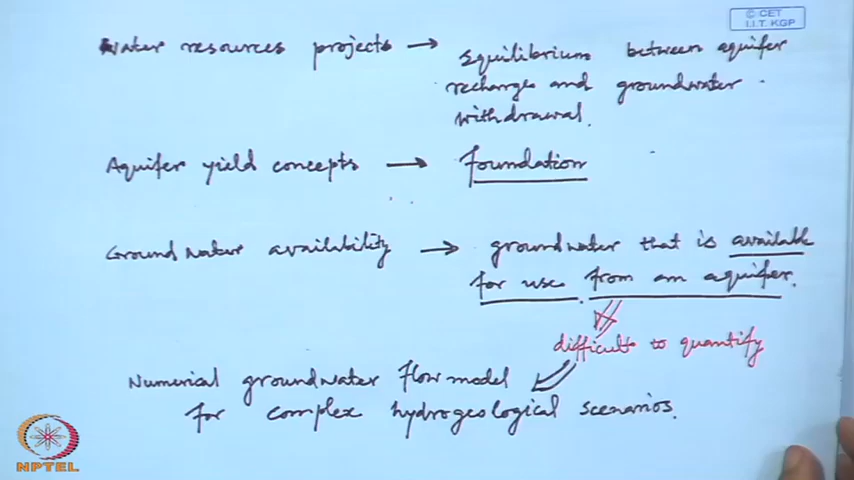 © CET
I.I.T. KGP
Water resources projects → Equilibrium between aquifer
recharge and groundwater
withdrawal.
Aquifer yield concepts → foundation
Groundwater availability → groundwater that is available
for use from an aquifer.
difficult to quantify
Numerical groundwater flow model
for complex hydrogeological scenarios.
NPTEL